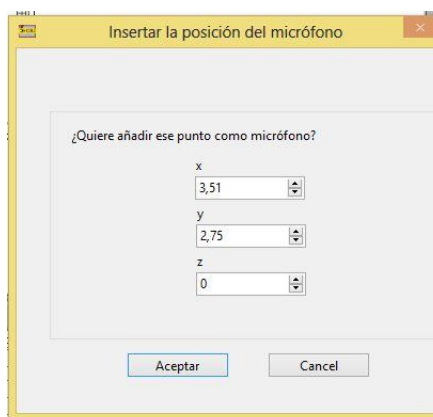 Insertar la posición del micrófono
¿Quiere añadir ese punto como micrófono?
x
3,51
y
2,75
z
0
Aceptar
Cancel